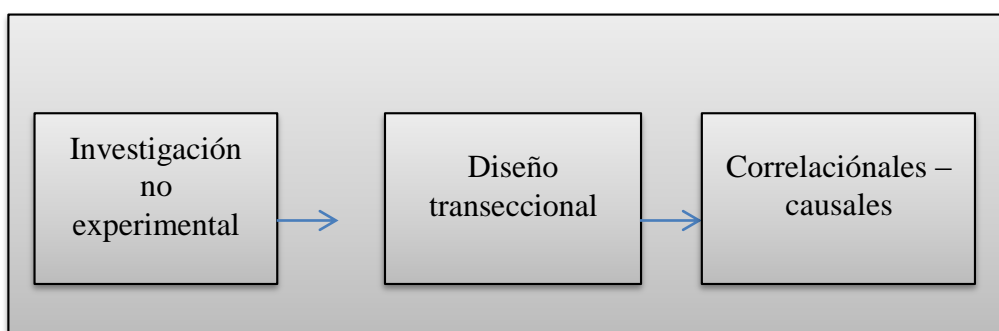 Investigación
no
experimental
Diseño
transeccional
Correlaciónales –
causales